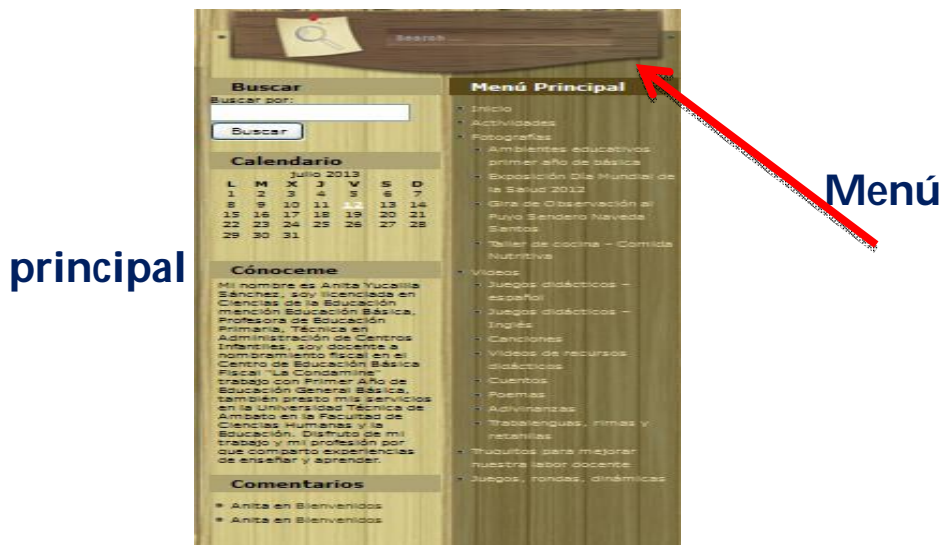 Search
Buscar
Buscar por:
Buscar
Calendario
julio 2013
L M X J V S D
1 2 3 4 5 6 7
8 9 10 11 12 13 14
15 16 17 18 19 20 21
22 23 24 25 26 27 28
29 30 31
Cónoceme
Mi nombre es Anita Yucailla
Sánchez, soy licenciada en
Ciencias de la Educación
mención Educación Básica,
Profesora de Educación
Primaria, Técnica en
Administración de Centros
Infantiles, soy docente a
nombramiento fiscal en el
Centro de Educación Básica
Fiscal "La Condamine"
trabajo con Primer Año de
Educación General Básica,
también presto mis servicios
en la Universidad Técnica de
Ambato en la Facultad de
Ciencias Humanas y la
Educación. Disfruto de mi
trabajo y mi profesión por
que comparto experiencias
de enseñar y aprender.
Comentarios
Anita en Bienvenidos
Anita en Bienvenidos
Menú Principal
Inicio
Actividades
Fotografías
Ambientes educativos
primer año de básica
Exposición Día Mundial de
la Salud 2012
Gira de Observación al
Puyo Sendero Naveda
Santos
Taller de cocina – Comida
Nutritiva
Videos
Juegos didácticos –
español
Juegos didácticos –
Inglés
Canciones
Videos de recursos
didácticos
Cuentos
Poemas
Adivinanzas
Trabalenguas, rimas y
retahilas
Truquitos para mejorar
nuestra labor docente
Juegos, rondas, dinámicas
Menú
principal